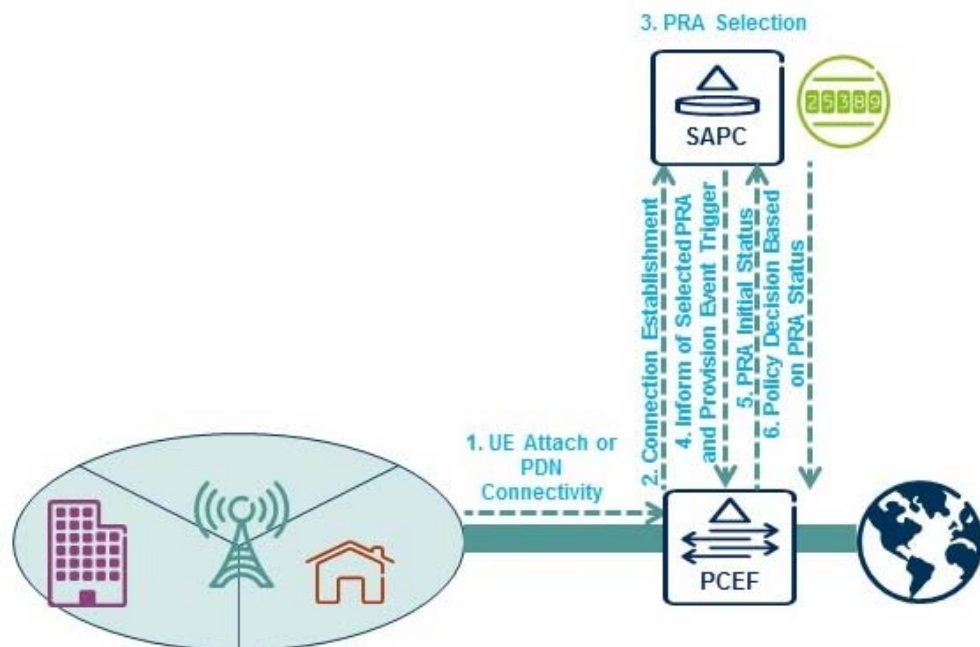 3. PRA Selection
25389
SAPC
2. Connection Establishment
4. Inform of Selected PRA
and Provision Event Trigger
5. PRA Initial Status
6. Policy Decision Based
on PRA Status
1. UE Attach or
PDN
Connectivity
PCEF